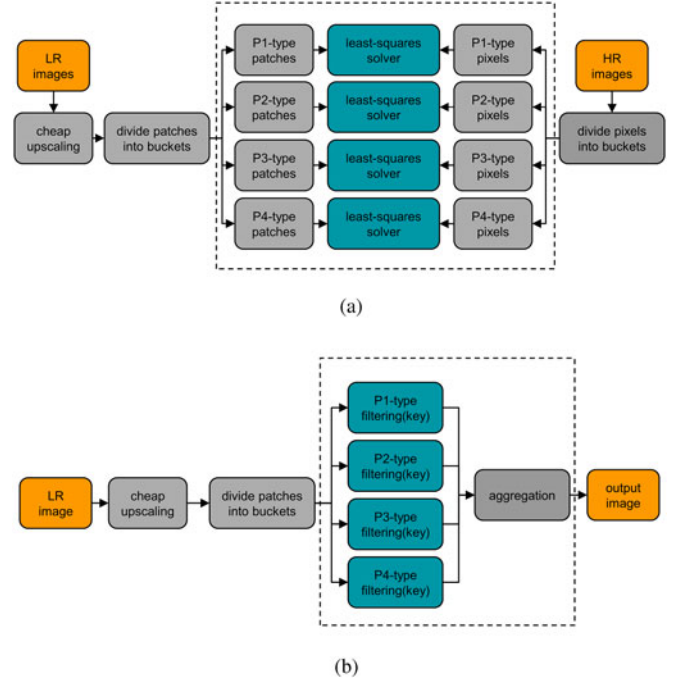 LR
images
cheap
upscaling
divide patches
into buckets
P1-type
patches
least-squares
solver
P1-type
pixels
P2-type
patches
least-squares
solver
P2-type
pixels
P3-type
patches
least-squares
solver
P3-type
pixels
P4-type
patches
least-squares
solver
P4-type
pixels
HR
images
divide pixels
into buckets
(a)
LR
image
cheap
upscaling
divide patches
into buckets
P1-type
filtering(key)
P2-type
filtering(key)
P3-type
filtering(key)
P4-type
filtering(key)
aggregation
output
image
(b)